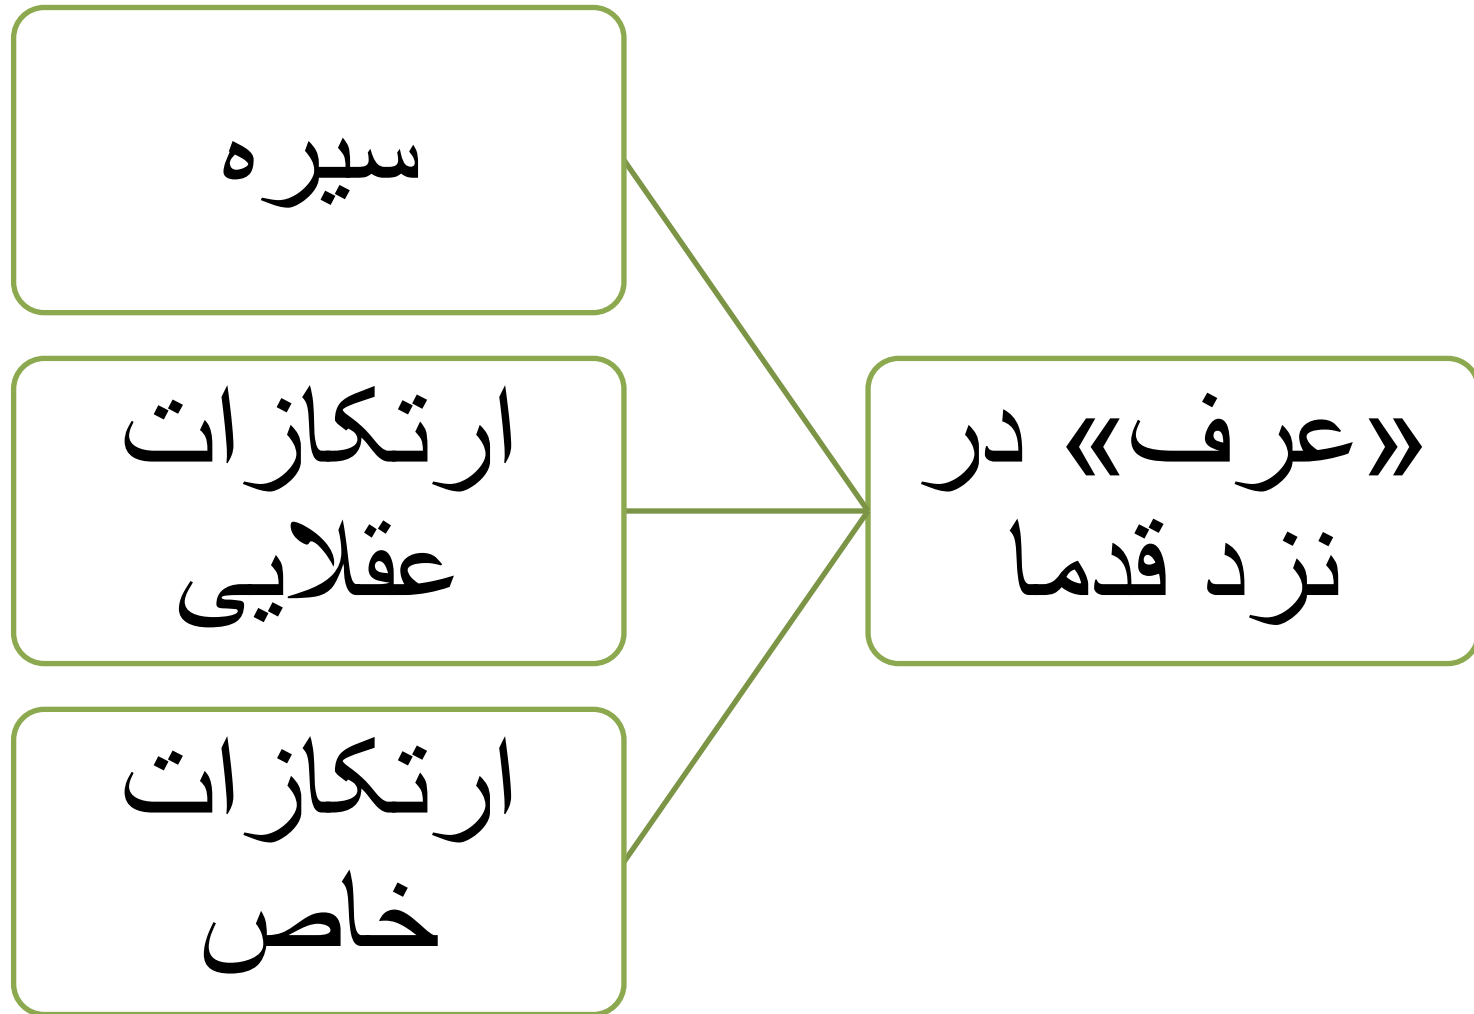 «عرف» در
نزد قدما
سیره
ارتکازات
عقلایی
ارتکازات
خاص